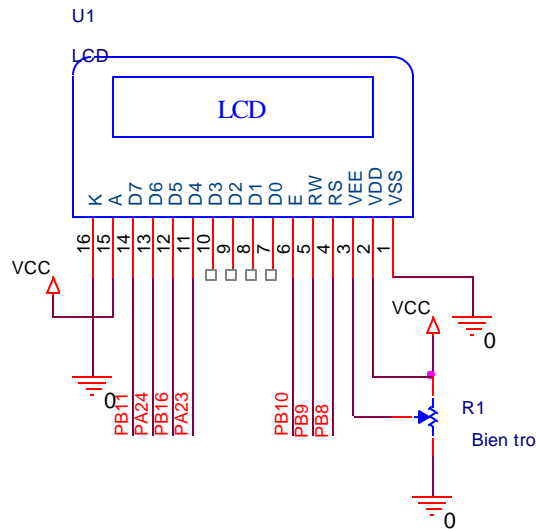 U1
LCD
LCD
K A D7 D6 D5 D4 D3 D2 D1 D0 E RW RS VEE VDD VSS
16 15 14 13 12 11 10 9 8 7 6 5 4 3 2 1
VCC
VCC
0
0
PB11 PA24 PB16 PA23 PB10 PB9 PB8
R1
Bien tro
0